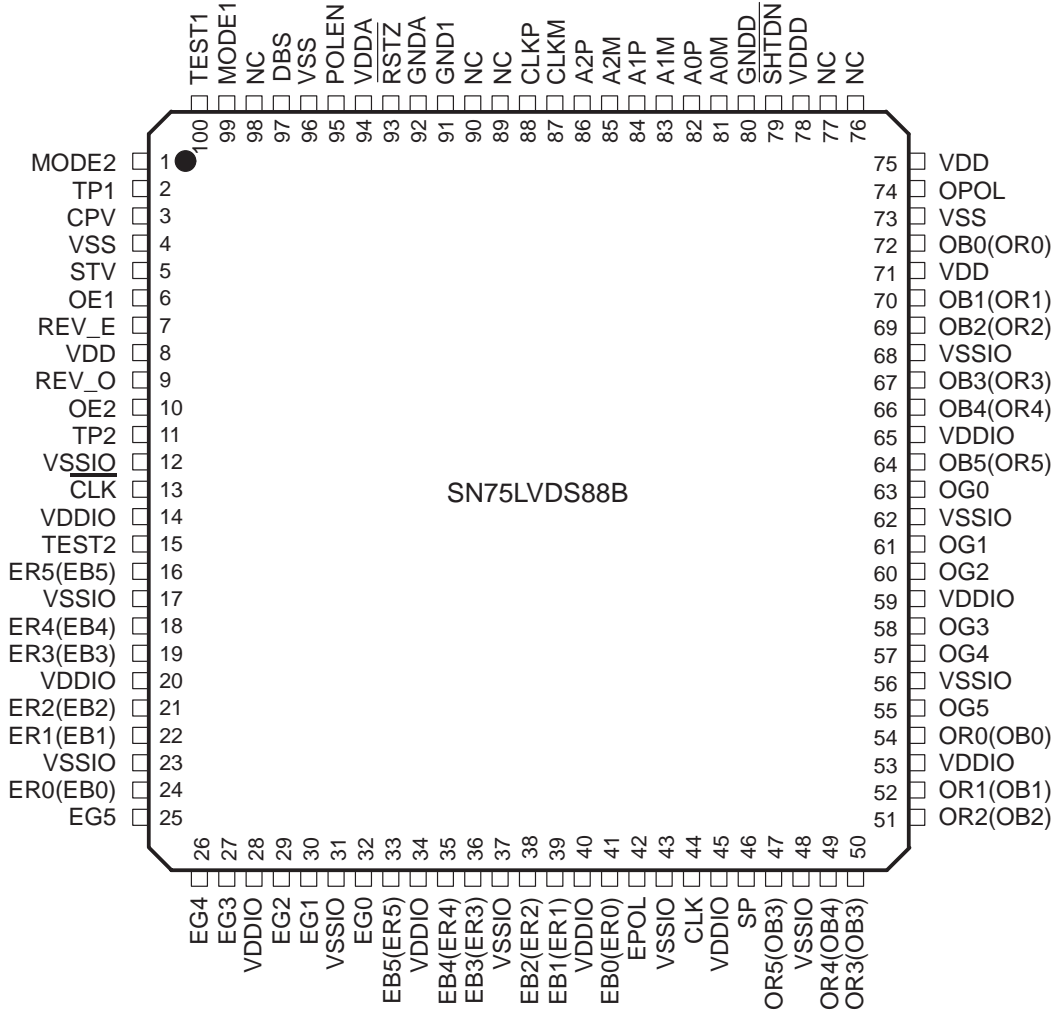 TEST1
MODE1
NC
DBS
VSS
POLEN
VDDA
RSTZ
GNDA
GND1
NC
NC
CLKP
CLKM
A2P
A2M
A1P
A1M
A0P
A0M
GNDD
SHTDN
VDDD
NC
NC
100
99
98
97
96
95
94
93
92
91
90
89
88
87
86
85
84
83
82
81
80
79
78
77
76
MODE2 1
TP1 2
CPV 3
VSS 4
STV 5
OE1 6
REV_E 7
VDD 8
REV_O 9
OE2 10
TP2 11
VSSIO 12
CLK 13
VDDIO 14
TEST2 15
ER5(EB5) 16
VSSIO 17
ER4(EB4) 18
ER3(EB3) 19
VDDIO 20
ER2(EB2) 21
ER1(EB1) 22
VSSIO 23
ER0(EB0) 24
EG5 25
SN75LVDS88B
75 VDD
74 OPOL
73 VSS
72 OB0(OR0)
71 VDD
70 OB1(OR1)
69 OB2(OR2)
68 VSSIO
67 OB3(OR3)
66 OB4(OR4)
65 VDDIO
64 OB5(OR5)
63 OG0
62 VSSIO
61 OG1
60 OG2
59 VDDIO
58 OG3
57 OG4
56 VSSIO
55 OG5
54 OR0(OB0)
53 VDDIO
52 OR1(OB1)
51 OR2(OB2)
26
27
28
29
30
31
32
33
34
35
36
37
38
39
40
41
42
43
44
45
46
47
48
49
50
EG4
EG3
VDDIO
EG2
EG1
VSSIO
EG0
EB5(ER5)
VDDIO
EB4(ER4)
EB3(ER3)
VSSIO
EB2(ER2)
EB1(ER1)
VDDIO
EB0(ER0)
EPOL
VSSIO
CLK
VDDIO
SP
OR5(OB3)
VSSIO
OR4(OB4)
OR3(OB3)